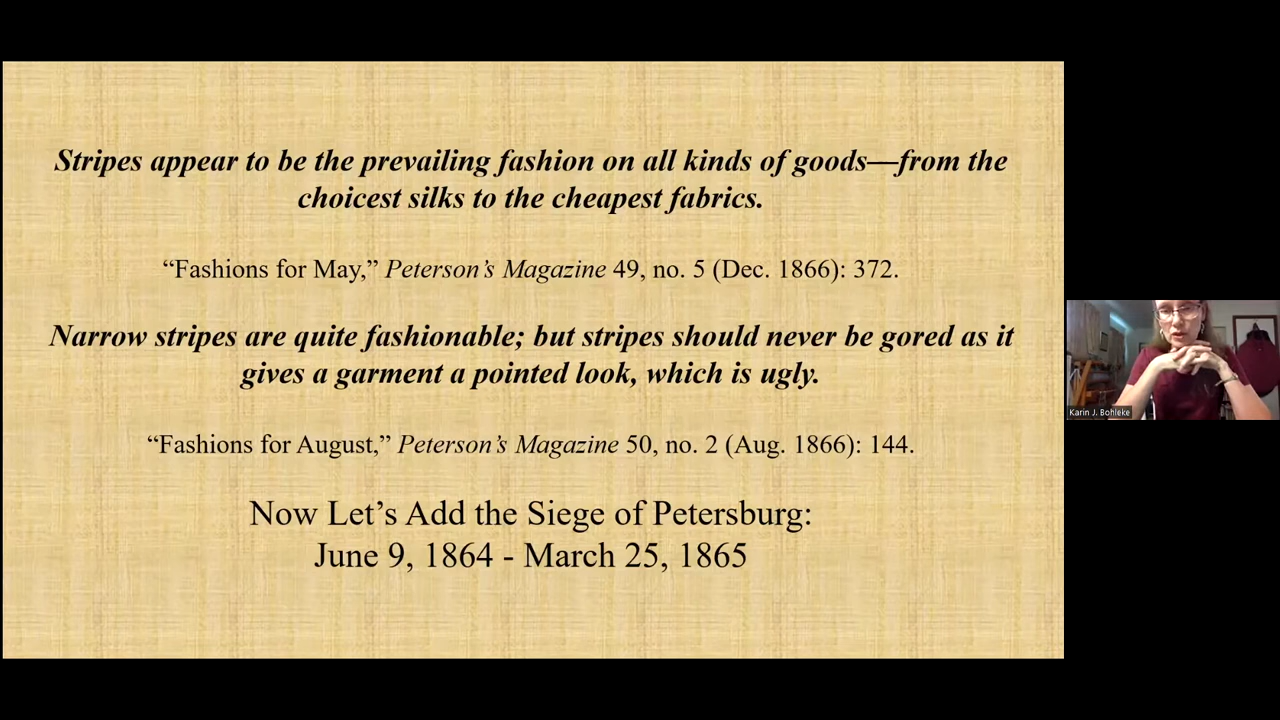 Stripes appear to be the prevailing fashion on all kinds of goods—from the
choicest silks to the cheapest fabrics.
“Fashions for May,” Peterson’s Magazine 49, no. 5 (Dec. 1866): 372.
Narrow stripes are quite fashionable; but stripes should never be gored as it
gives a garment a pointed look, which is ugly.
“Fashions for August,” Peterson’s Magazine 50, no. 2 (Aug. 1866): 144.
Now Let’s Add the Siege of Petersburg:
June 9, 1864 - March 25, 1865
Karin J. Bohleke